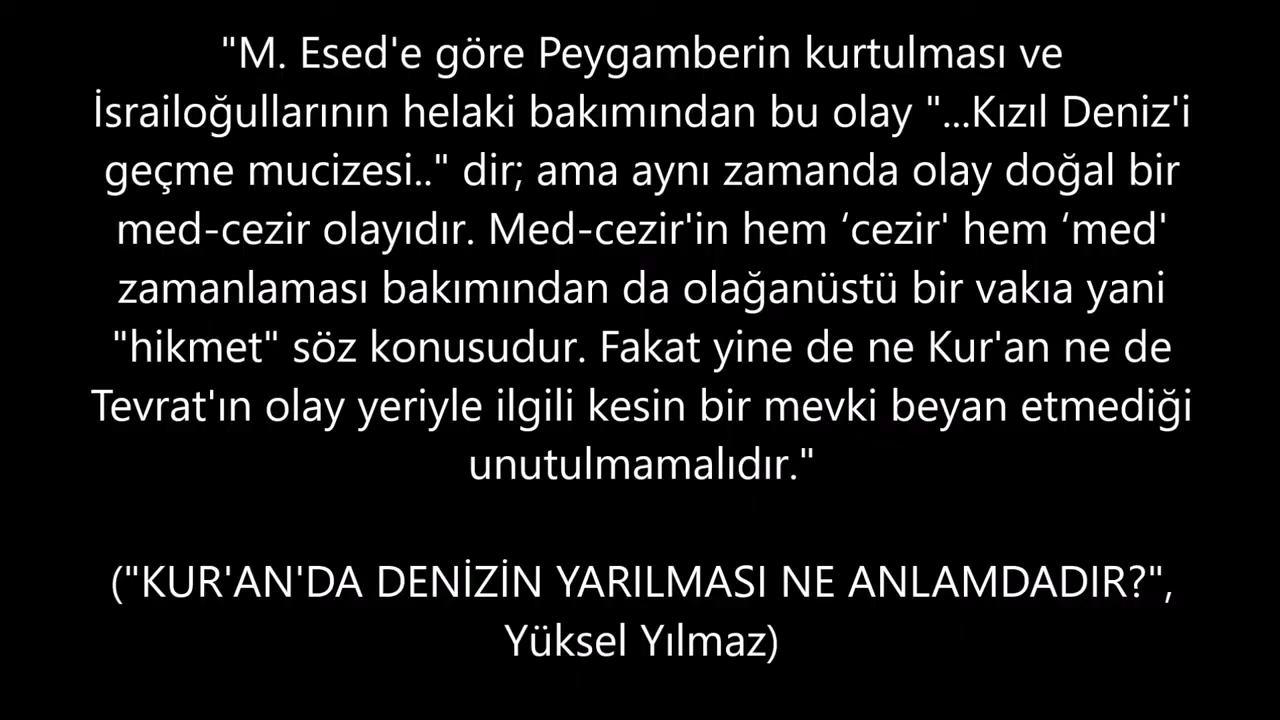 "M. Esed'e göre Peygamberin kurtulması ve
İsrailoğullarının helaki bakımından bu olay "...Kızıl Deniz'i
geçme mucizesi.." dir; ama aynı zamanda olay doğal bir
med-cezir olayıdır. Med-cezir'in hem ‘cezir' hem ‘med'
zamanlaması bakımından da olağanüstü bir vakıa yani
"hikmet" söz konusudur. Fakat yine de ne Kur'an ne de
Tevrat'ın olay yeriyle ilgili kesin bir mevki beyan etmediği
unutulmamalıdır."
("KUR'AN'DA DENİZİN YARILMASI NE ANLAMDADIR?",
Yüksel Yılmaz)